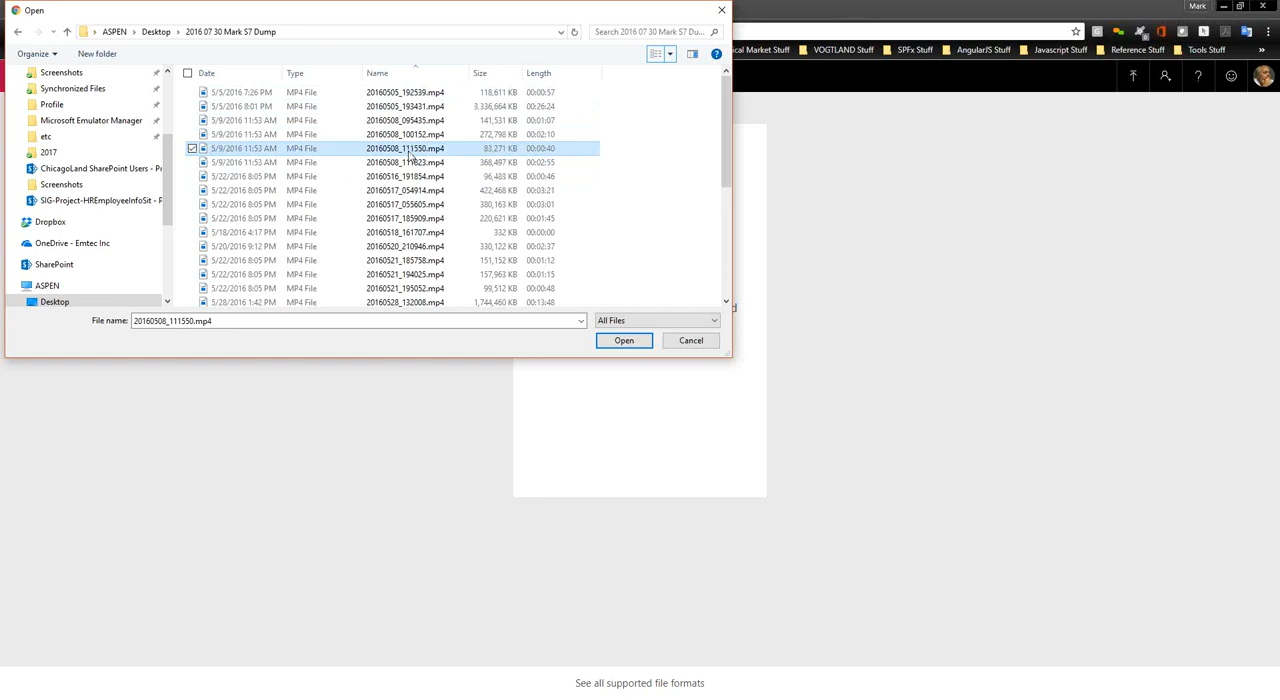 Open
Mark
ASPEN
Desktop
2016 07 30 Mark S7 Dump
Search 2016 07 30 Mark S7 Du...
Organize
New folder
ical Market Stuff
VOGTLAND Stuff
SPFx Stuff
AngularJS Stuff
Javascript Stuff
Reference Stuff
Tools Stuff
»
Screenshots
Synchronized Files
Profile
Microsoft Emulator Manager
etc
2017
ChicagoLand SharePoint Users - P
Screenshots
SIG-Project-HREmployeeInfoSit - P
Dropbox
OneDrive - Emtec Inc
SharePoint
ASPEN
Desktop
Date Type Name Size Length
5/5/2016 7:26 PM MP4 File 20160505_192539.mp4 118,611 KB 00:00:57
5/5/2016 8:01 PM MP4 File 20160505_193431.mp4 3,336,664 KB 00:26:24
5/9/2016 11:53 AM MP4 File 20160508_095435.mp4 141,531 KB 00:01:07
5/9/2016 11:53 AM MP4 File 20160508_100152.mp4 272,798 KB 00:02:10
5/9/2016 11:53 AM MP4 File 20160508_111550.mp4 83,271 KB 00:00:40
5/9/2016 11:53 AM MP4 File 368,497 KB 00:02:55
5/22/2016 8:05 PM MP4 File 20160516_191854.mp4 96,483 KB 00:00:46
5/22/2016 8:05 PM MP4 File 20160517_054914.mp4 422,468 KB 00:03:21
5/22/2016 8:05 PM MP4 File 20160517_055605.mp4 380,163 KB 00:03:01
5/22/2016 8:05 PM MP4 File 20160517_185909.mp4 220,621 KB 00:01:45
5/18/2016 4:17 PM MP4 File 20160518_161707.mp4 332 KB 00:00:00
5/20/2016 9:12 PM MP4 File 20160520_210946.mp4 330,122 KB 00:02:37
5/22/2016 8:05 PM MP4 File 20160521_185758.mp4 151,152 KB 00:01:12
5/22/2016 8:05 PM MP4 File 20160521_194025.mp4 157,963 KB 00:01:15
5/22/2016 8:05 PM MP4 File 20160521_195052.mp4 99,512 KB 00:00:48
5/28/2016 1:42 PM MP4 File 20160528_132008.mp4 1,744,460 KB 00:13:48
d
File name: 20160508_111550.mp4
All Files
Open
Cancel
See all supported file formats